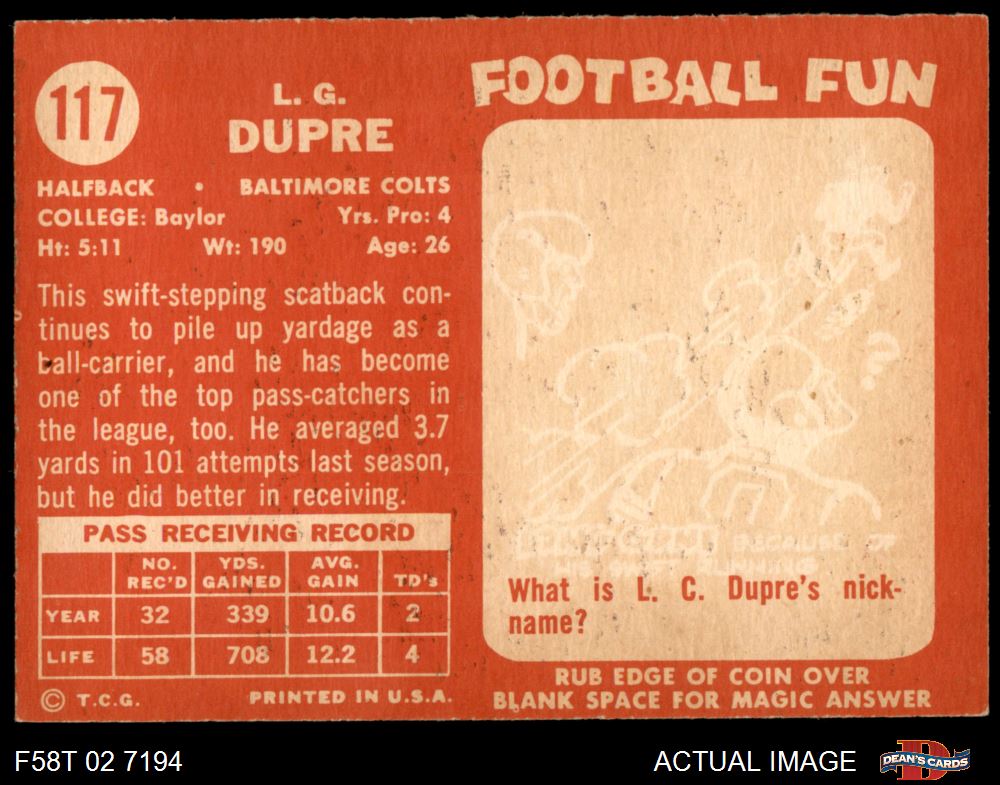 117
L. G.
DUPRE
HALFBACK • BALTIMORE COLTS
COLLEGE: Baylor Yrs. Pro: 4
Ht: 5:11 Wt: 190 Age: 26
This swift-stepping scatback con-
tinues to pile up yardage as a
ball-carrier, and he has become
one of the top pass-catchers in
the league, too. He averaged 3.7
yards in 101 attempts last season,
but he did better in receiving.
PASS RECEIVING RECORD
NO. REC'D YDS. GAINED AVG. GAIN TD's
YEAR 32 339 10.6 2
LIFE 58 708 12.2 4
© T.C.G. PRINTED IN U.S.A.
FOOTBALL FUN
BECAUSE OF
HIS RUNNING
What is L. C. Dupre's nick-
name?
RUB EDGE OF COIN OVER
BLANK SPACE FOR MAGIC ANSWER
F58T 02 7194
ACTUAL IMAGE
DEAN'S CARDS